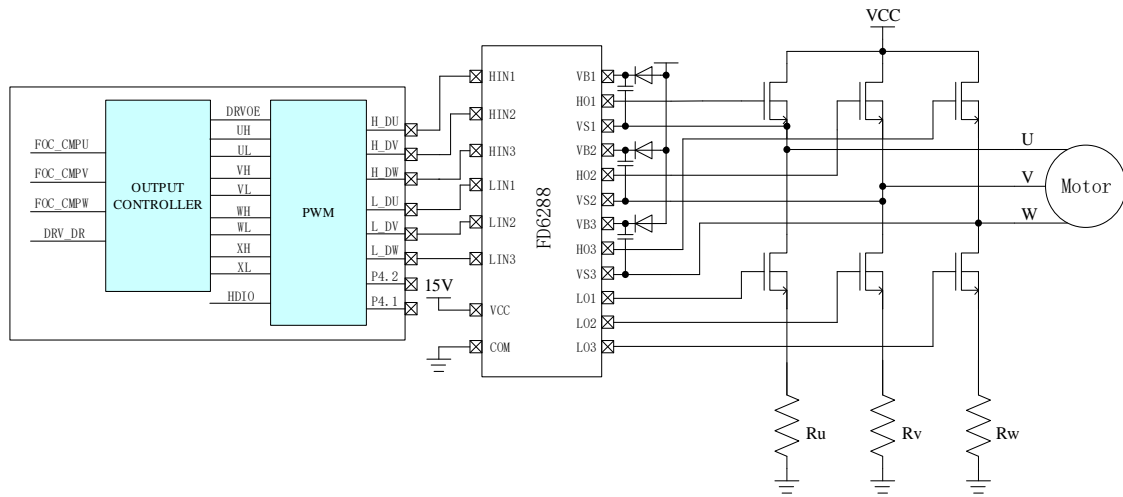 VCC
HIN1
VB1
HO1
DRVOE
H_DU
HIN2
VS1
UH
FOC_CMPU
UL
H_DV
HIN3
VB2
U
FOC_CMPV
VH
H_DW
HO2
OUTPUT
CONTROLLER
VL
PWM
L_DU
LIN1
FD6288
VS2
V
Motor
FOC_CMPW
WH
WL
L_DV
LIN2
VB3
W
DRV_DR
XH
L_DW
LIN3
HO3
XL
P4.2
VS3
15V
HDIO
P4.1
VCC
LO1
LO2
COM
LO3
Ru
Rv
Rw